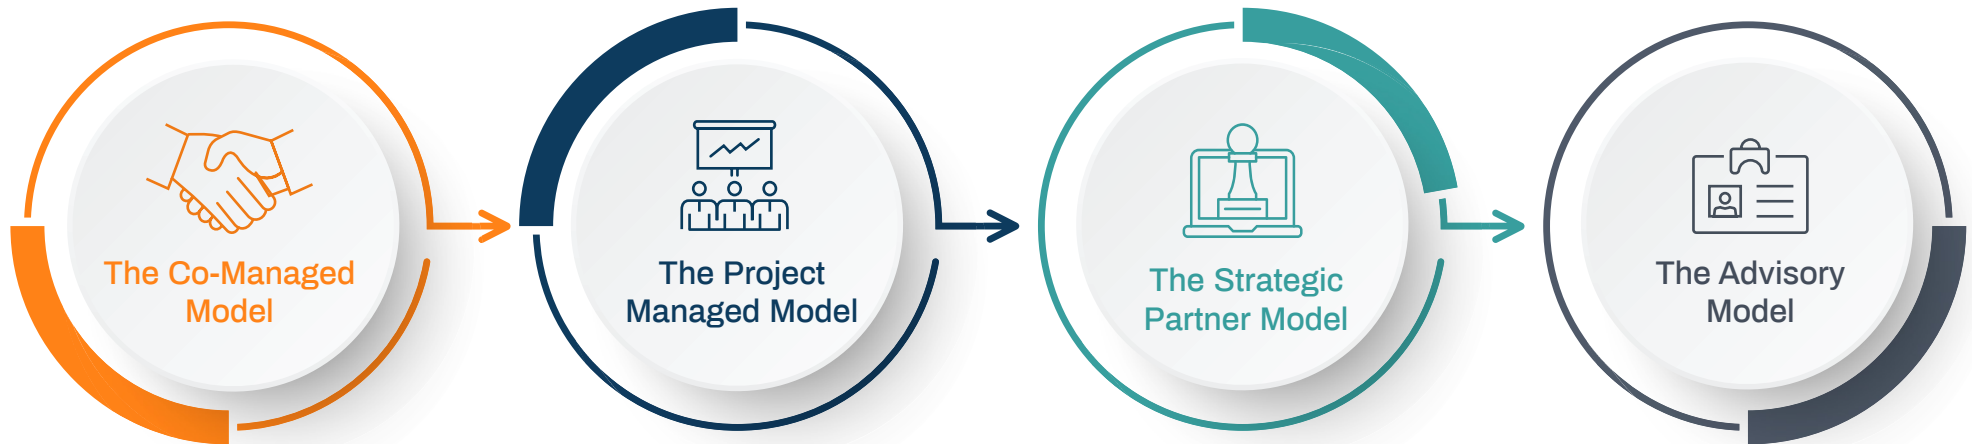 The Co-Managed
Model
The Project
Managed Model
The Strategic
Partner Model
The Advisory
Model